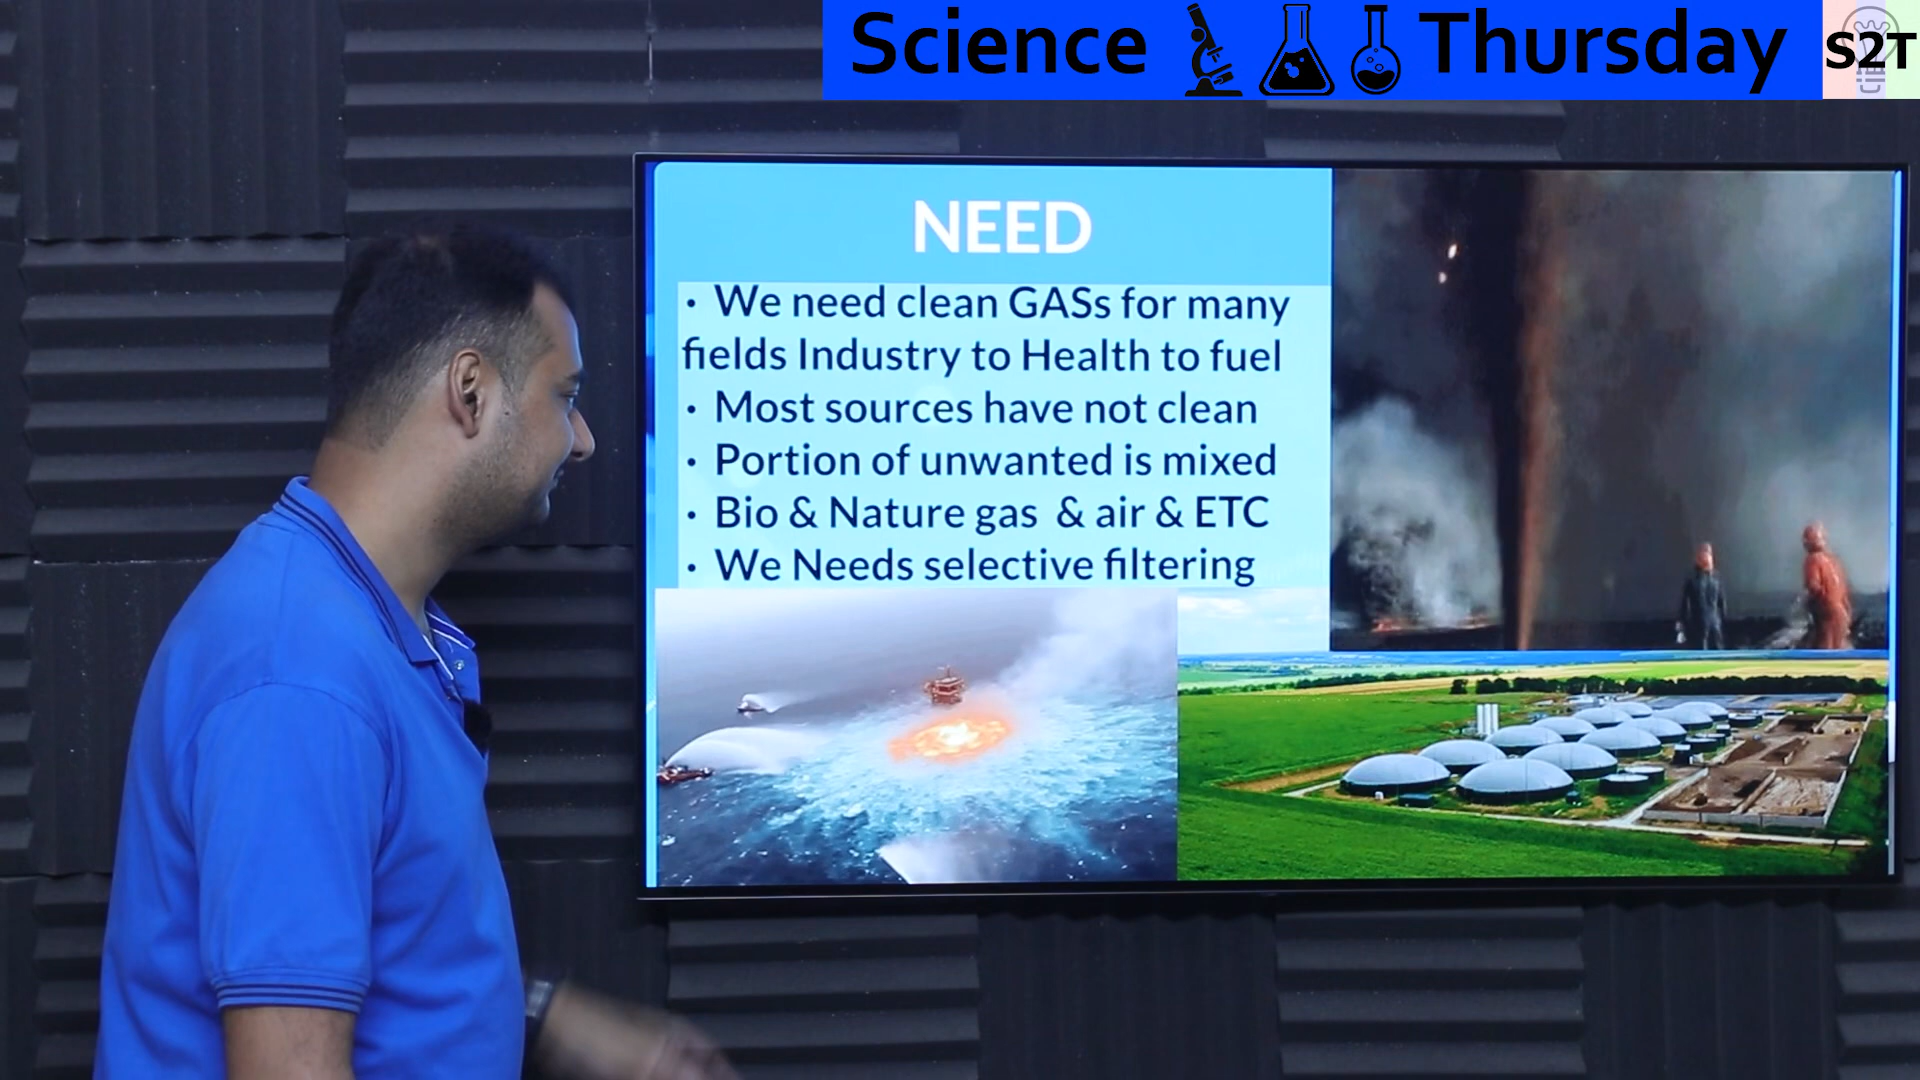 Science Thursday
S2T
NEED
• We need clean GASs for many
fields Industry to Health to fuel
• Most sources have not clean
• Portion of unwanted is mixed
• Bio & Nature gas & air & ETC
• We Needs selective filtering